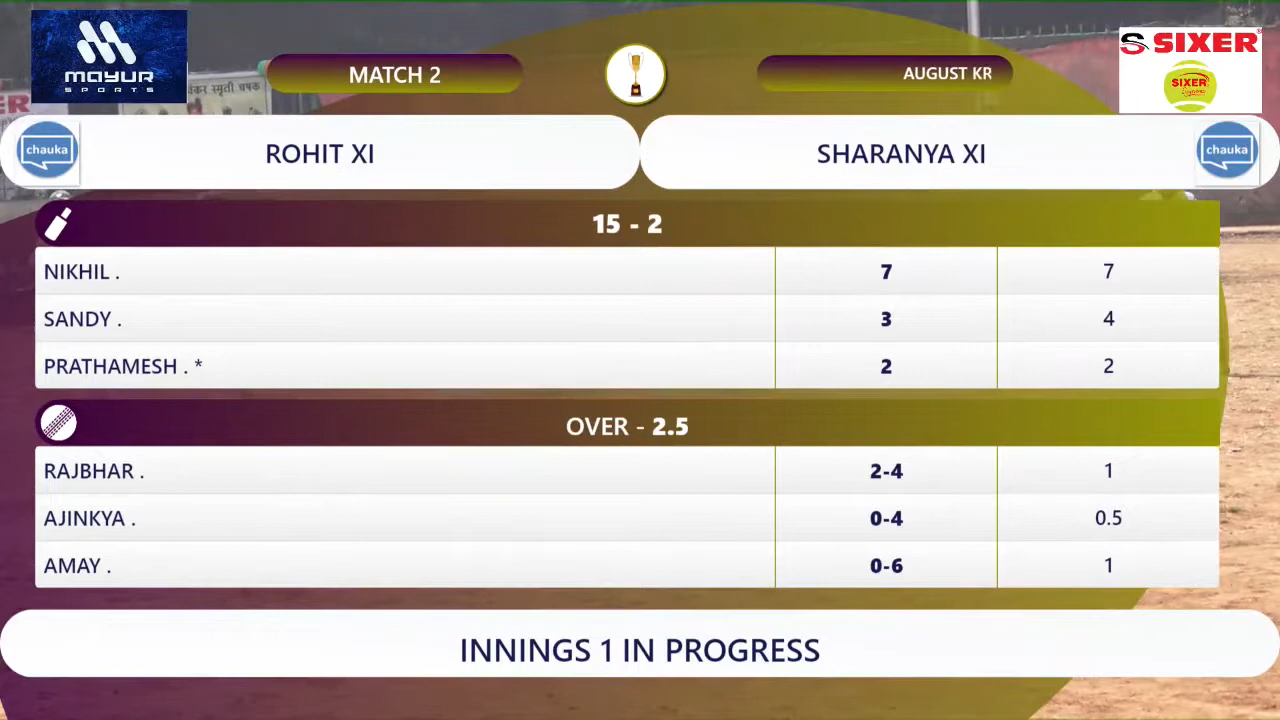 MAYUR
SPORTS
MATCH 2
AUGUST KR
SIXER
SIXER
स्मृती चषक
ER
chauka
ROHIT XI
SHARANYA XI
chauka
15 - 2
NIKHIL . 7 7
SANDY . 3 4
PRATHAMESH . * 2 2
OVER - 2.5
RAJBHAR . 2-4 1
AJINKYA . 0-4 0.5
AMAY . 0-6 1
INNINGS 1 IN PROGRESS